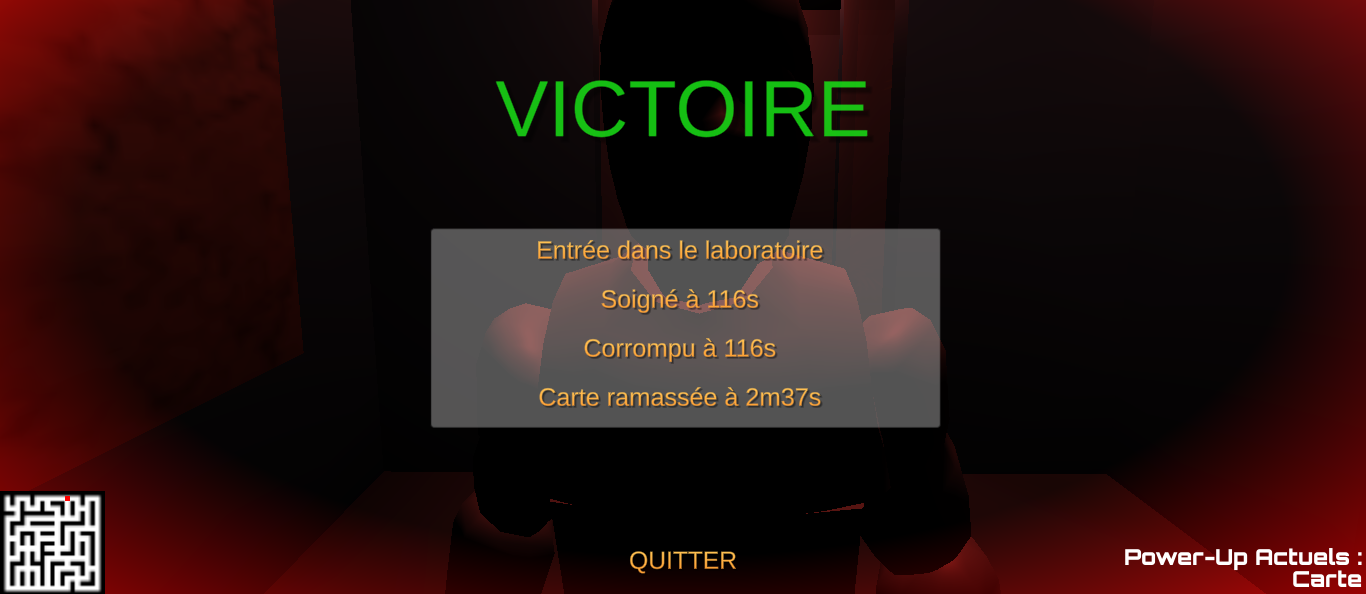 VICTOIRE
Entrée dans le laboratoire
Soigné à 116s
Corrompu à 116s
Carte ramassée à 2m37s
QUITTER
Power-Up Actuels :
Carte